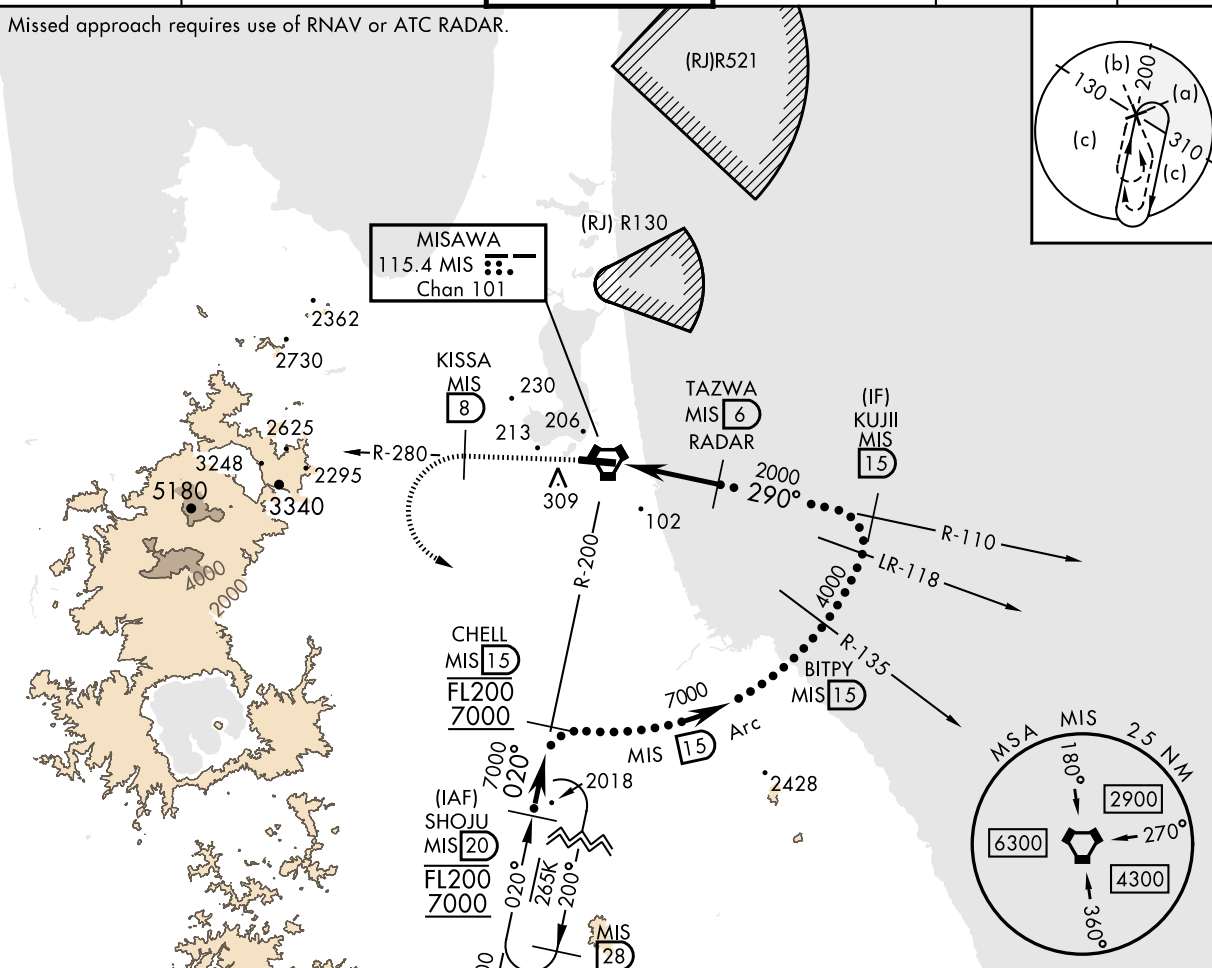 Missed approach requires use of RNAV or ATC RADAR.
(RJ)R521
(b)
200
130
(a)
(c)
310
(c)
(RJ) R130
MISAWA
115.4 MIS
Chan 101
2362
2730
KISSA
MIS
8
230
206
213
TAZWA
MIS 6
RADAR
(IF)
KUJII
MIS
15
2625
3248
2295
5180
3340
R-280
309
102
2000
290°
R-110
LR-118
4000
2000
R-200
4000
R-135
CHELL
MIS 15
FL200
7000
7000
BITPY
MIS 15
MIS 15 Arc
7000
020°
2018
2428
(IAF)
SHOJU
MIS 20
FL200
7000
020°
265K
200°
MIS
28
MSA MIS 25 NM
180°
2900
6300
270°
4300
360°